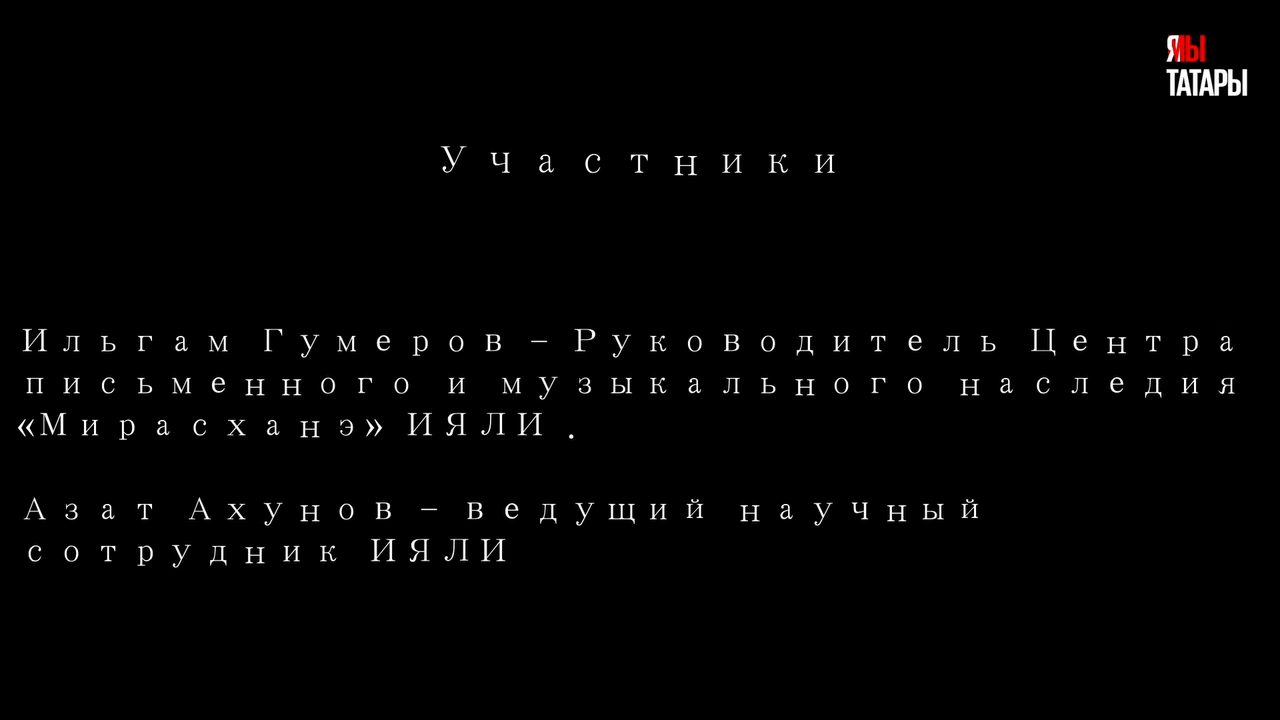 ЯМЫ
ТАТАРЫ
Участники
Ильгам Гумеров – Руководитель Центра
письменного и музыкального наследия
«Мирасханэ» ИЯЛИ .
Азат Ахунов – ведущий научный
сотрудник ИЯЛИ